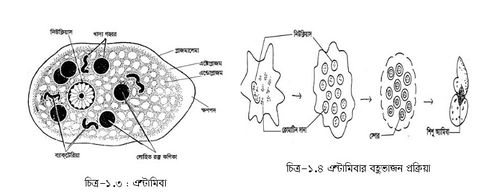 নিউক্লিয়াস
খাদ্য গহ্বর
প্লাজমালেমা
এক্টোপ্লাজম
এন্ডোপ্লাজম
ক্ষণপদ
ব্যাকটেরিয়া
লোহিত রক্ত কণিকা
চিত্র-১.৩ : এন্টামিবা
নিউক্লিয়াস
ক্রোমাটিন দানা
স্পোর
শিশু আমিবা
চিত্র-১.৪ এন্টামিবার বহুভাজন প্রক্রিয়া